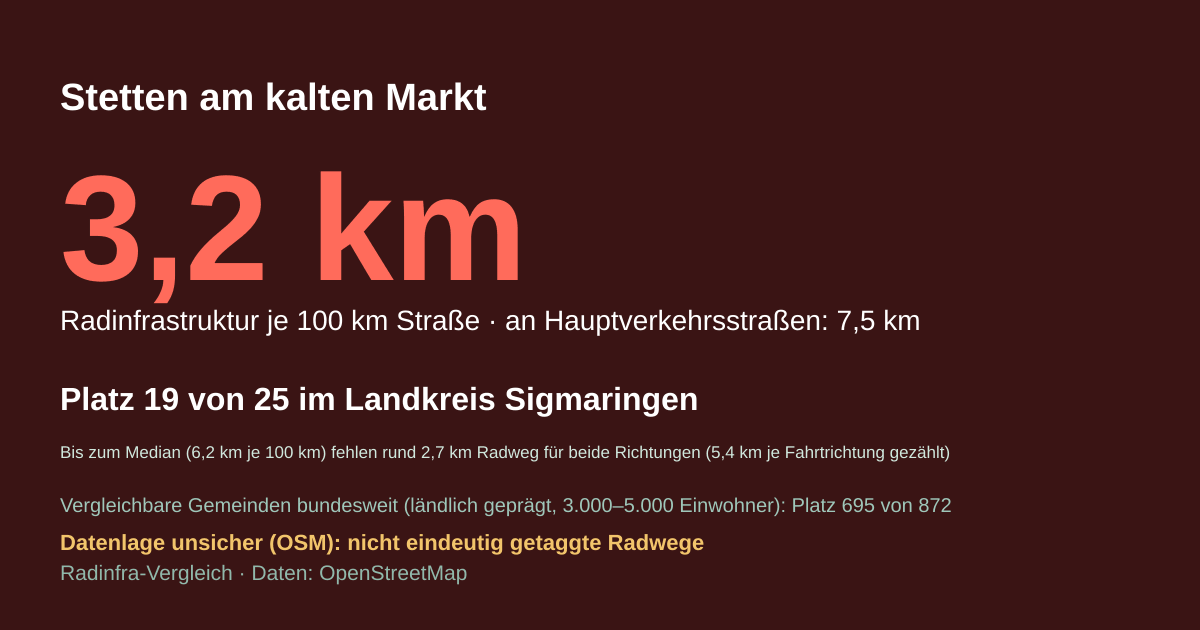 Stetten am kalten Markt
3,2 km
Radinfrastruktur je 100 km Straße · an Hauptverkehrsstraßen: 7,5 km
Platz 19 von 25 im Landkreis Sigmaringen
Bis zum Median (6,2 km je 100 km) fehlen rund 2,7 km Radweg für beide Richtungen (5,4 km je Fahrtrichtung gezählt)
Vergleichbare Gemeinden bundesweit (ländlich geprägt, 3.000–5.000 Einwohner): Platz 695 von 872
Datenlage unsicher (OSM): nicht eindeutig getaggte Radwege
Radinfra-Vergleich · Daten: OpenStreetMap